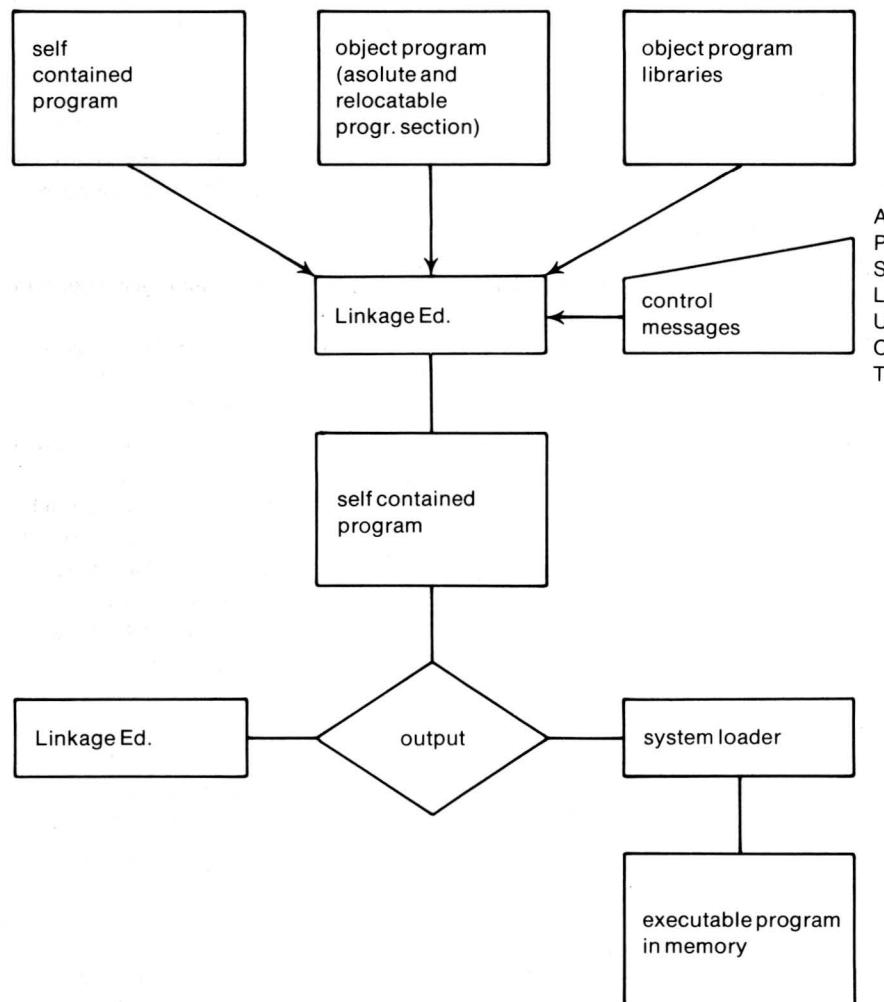 self
contained
program
object program
(asolute and
relocatable
progr. section)
object program
libraries
Linkage Ed.
control
messages
A
P
S
L
U
C
T
self contained
program
Linkage Ed.
output
system loader
executable program
in memory